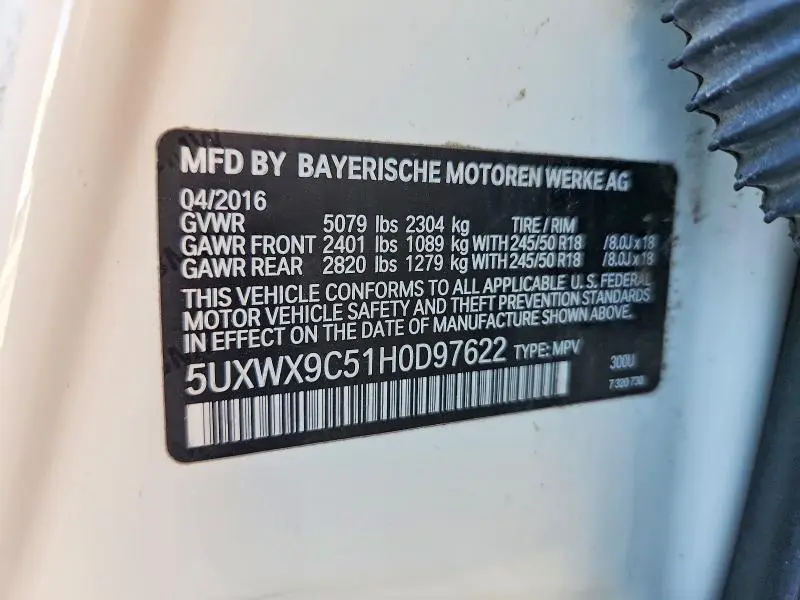 MFD BY BAYERISCHE MOTOREN WERKE AG
04/2016
GVWR 5079 lbs 2304 kg TIRE / RIM
GAWR FRONT 2401 lbs 1089 kg WITH 245/50 R18 /8.0J x 18
GAWR REAR 2820 lbs 1279 kg WITH 245/50 R18 /8.0J x 18
THIS VEHICLE CONFORMS TO ALL APPLICABLE U. S. FEDERAL
MOTOR VEHICLE SAFETY AND THEFT PREVENTION STANDARDS
IN EFFECT ON THE DATE OF MANUFACTURE SHOWN ABOVE.
5UXWX9C51H0D97622 TYPE: MPV 300U
7 320 730